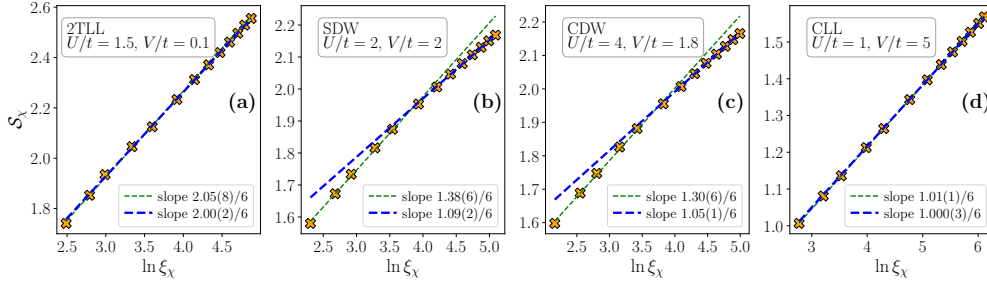 2TLL
U/t = 1.5, V/t = 0.1
(a)
slope 2.05(8)/6
slope 2.00(2)/6
S_χ
2.6
2.4
2.2
2.0
1.8
2.5 3.0 3.5 4.0 4.5
ln ξ_χ
SDW
U/t = 2, V/t = 2
(b)
slope 1.38(6)/6
slope 1.09(2)/6
2.2
2.1
2.0
1.9
1.8
1.7
1.6
2.5 3.0 3.5 4.0 4.5 5.0
ln ξ_χ
CDW
U/t = 4, V/t = 1.8
(c)
slope 1.30(6)/6
slope 1.05(1)/6
2.2
2.1
2.0
1.9
1.8
1.7
1.6
2.5 3.0 3.5 4.0 4.5 5.0
ln ξ_χ
CLL
U/t = 1, V/t = 5
(d)
slope 1.01(1)/6
slope 1.000(3)/6
1.5
1.4
1.3
1.2
1.1
1.0
3 4 5 6
ln ξ_χ